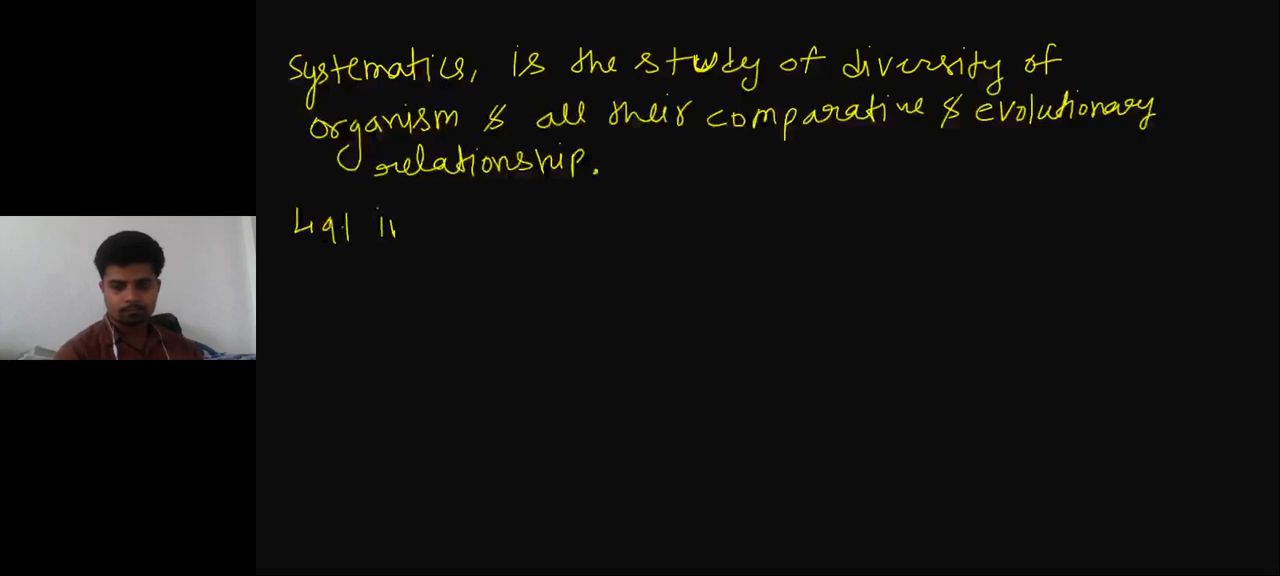 Systematics, is the study of diversity of
organism & all their comparative & evolutionary
relationship.